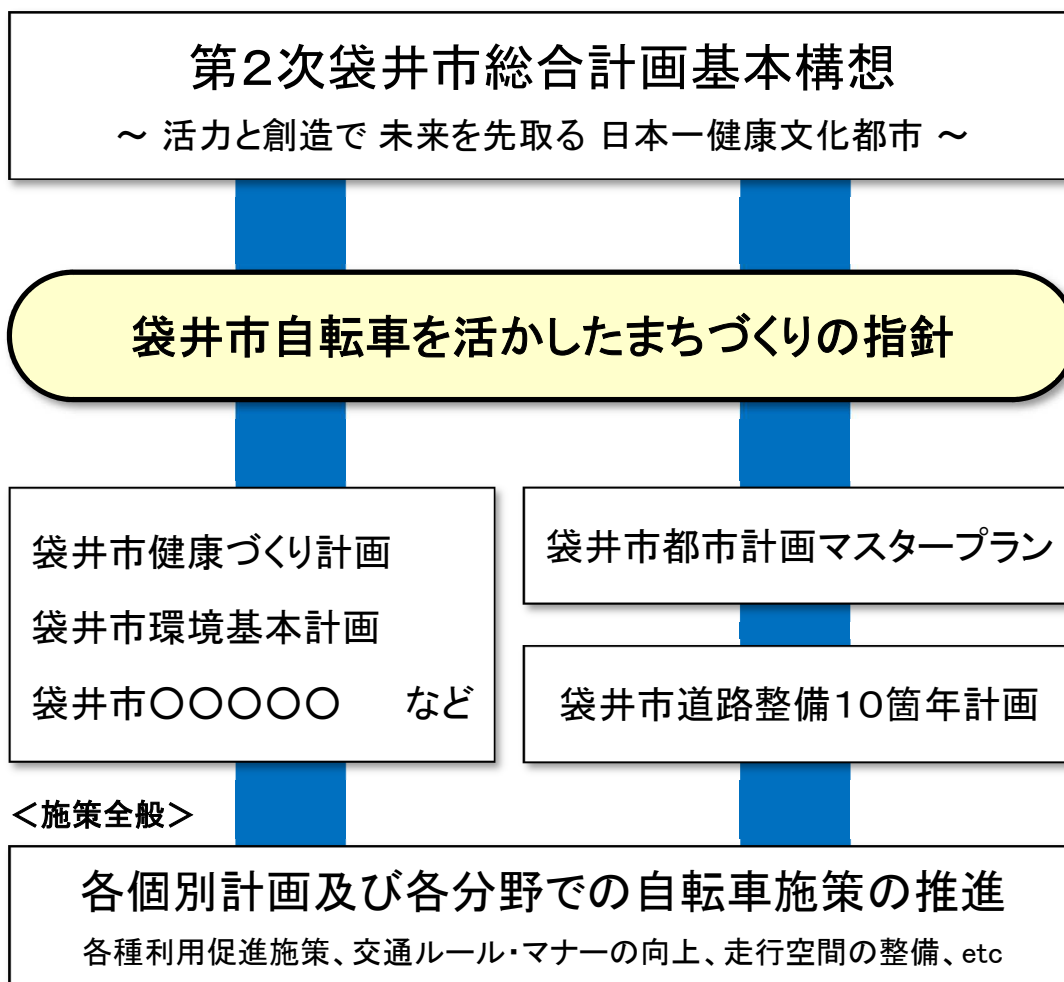 第2次袋井市総合計画基本構想
～ 活力と創造で 未来を先取る 日本一健康文化都市 ～
袋井市自転車を活かしたまちづくりの指針
袋井市健康づくり計画
袋井市環境基本計画
袋井市○○○○○　など
袋井市都市計画マスタープラン
袋井市道路整備10箇年計画
＜施策全般＞
各個別計画及び各分野での自転車施策の推進
各種利用促進施策、交通ルール・マナーの向上、走行空間の整備、etc